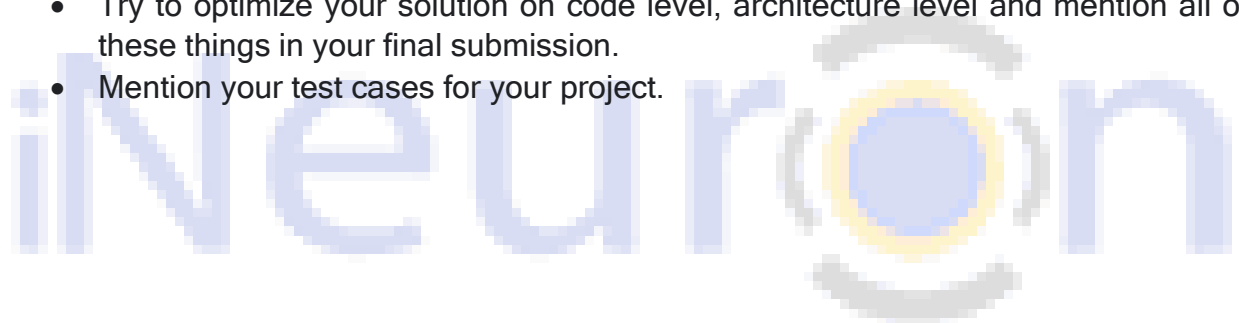 • Try to optimize your solution on code level, architecture level and mention all o
these things in your final submission.
• Mention your test cases for your project.
iNeuron